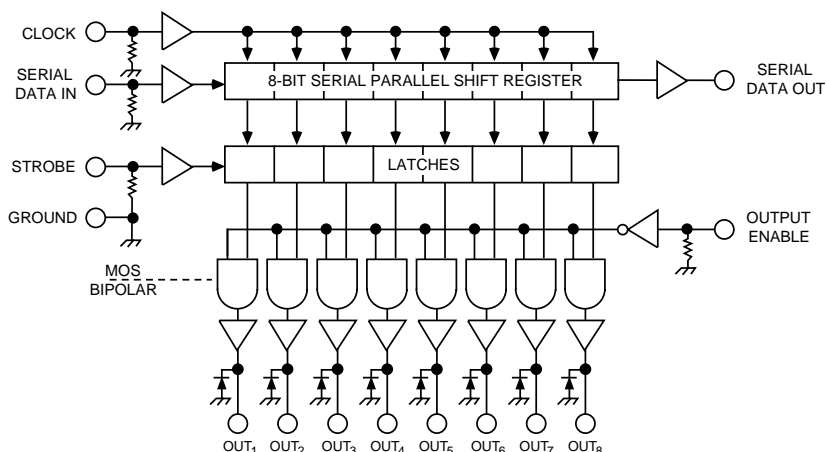 CLOCK
SERIAL
DATA IN
8-BIT SERIAL PARALLEL SHIFT REGISTER
SERIAL
DATA OUT
STROBE
LATCHES
GROUND
OUTPUT
ENABLE
MOS
BIPOLAR
OUT1 OUT2 OUT3 OUT4 OUT5 OUT6 OUT7 OUT8